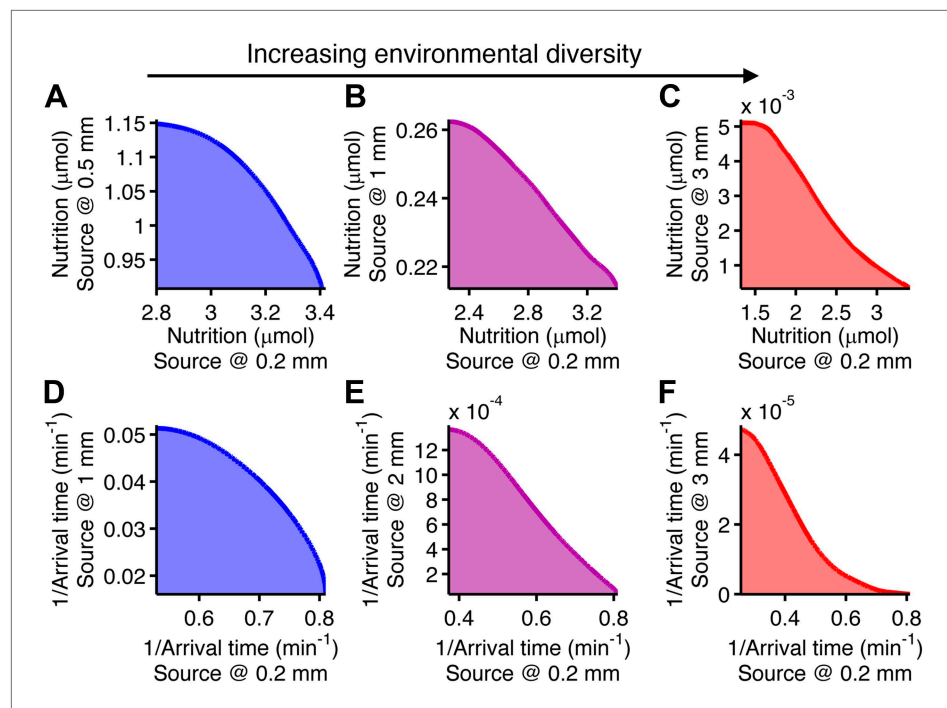 Increasing environmental diversity
A
Nutrition (μmol)
Source @ 0.5 mm
1.15
1.1
1.05
1
0.95
2.8 3 3.2 3.4
Nutrition (μmol)
Source @ 0.2 mm
B
Nutrition (μmol)
Source @ 1 mm
0.26
0.24
0.22
2.4 2.8 3.2
Nutrition (μmol)
Source @ 0.2 mm
C
x 10⁻³
Nutrition (μmol)
Source @ 3 mm
5
4
3
2
1
1.5 2 2.5 3
Nutrition (μmol)
Source @ 0.2 mm
D
1/Arrival time (min⁻¹)
Source @ 1 mm
0.05
0.04
0.03
0.02
0.6 0.7 0.8
1/Arrival time (min⁻¹)
Source @ 0.2 mm
E
x 10⁻⁴
1/Arrival time (min⁻¹)
Source @ 2 mm
12
10
8
6
4
2
0.4 0.6 0.8
1/Arrival time (min⁻¹)
Source @ 0.2 mm
F
x 10⁻⁵
1/Arrival time (min⁻¹)
Source @ 3 mm
4
2
0
0.4 0.6 0.8
1/Arrival time (min⁻¹)
Source @ 0.2 mm